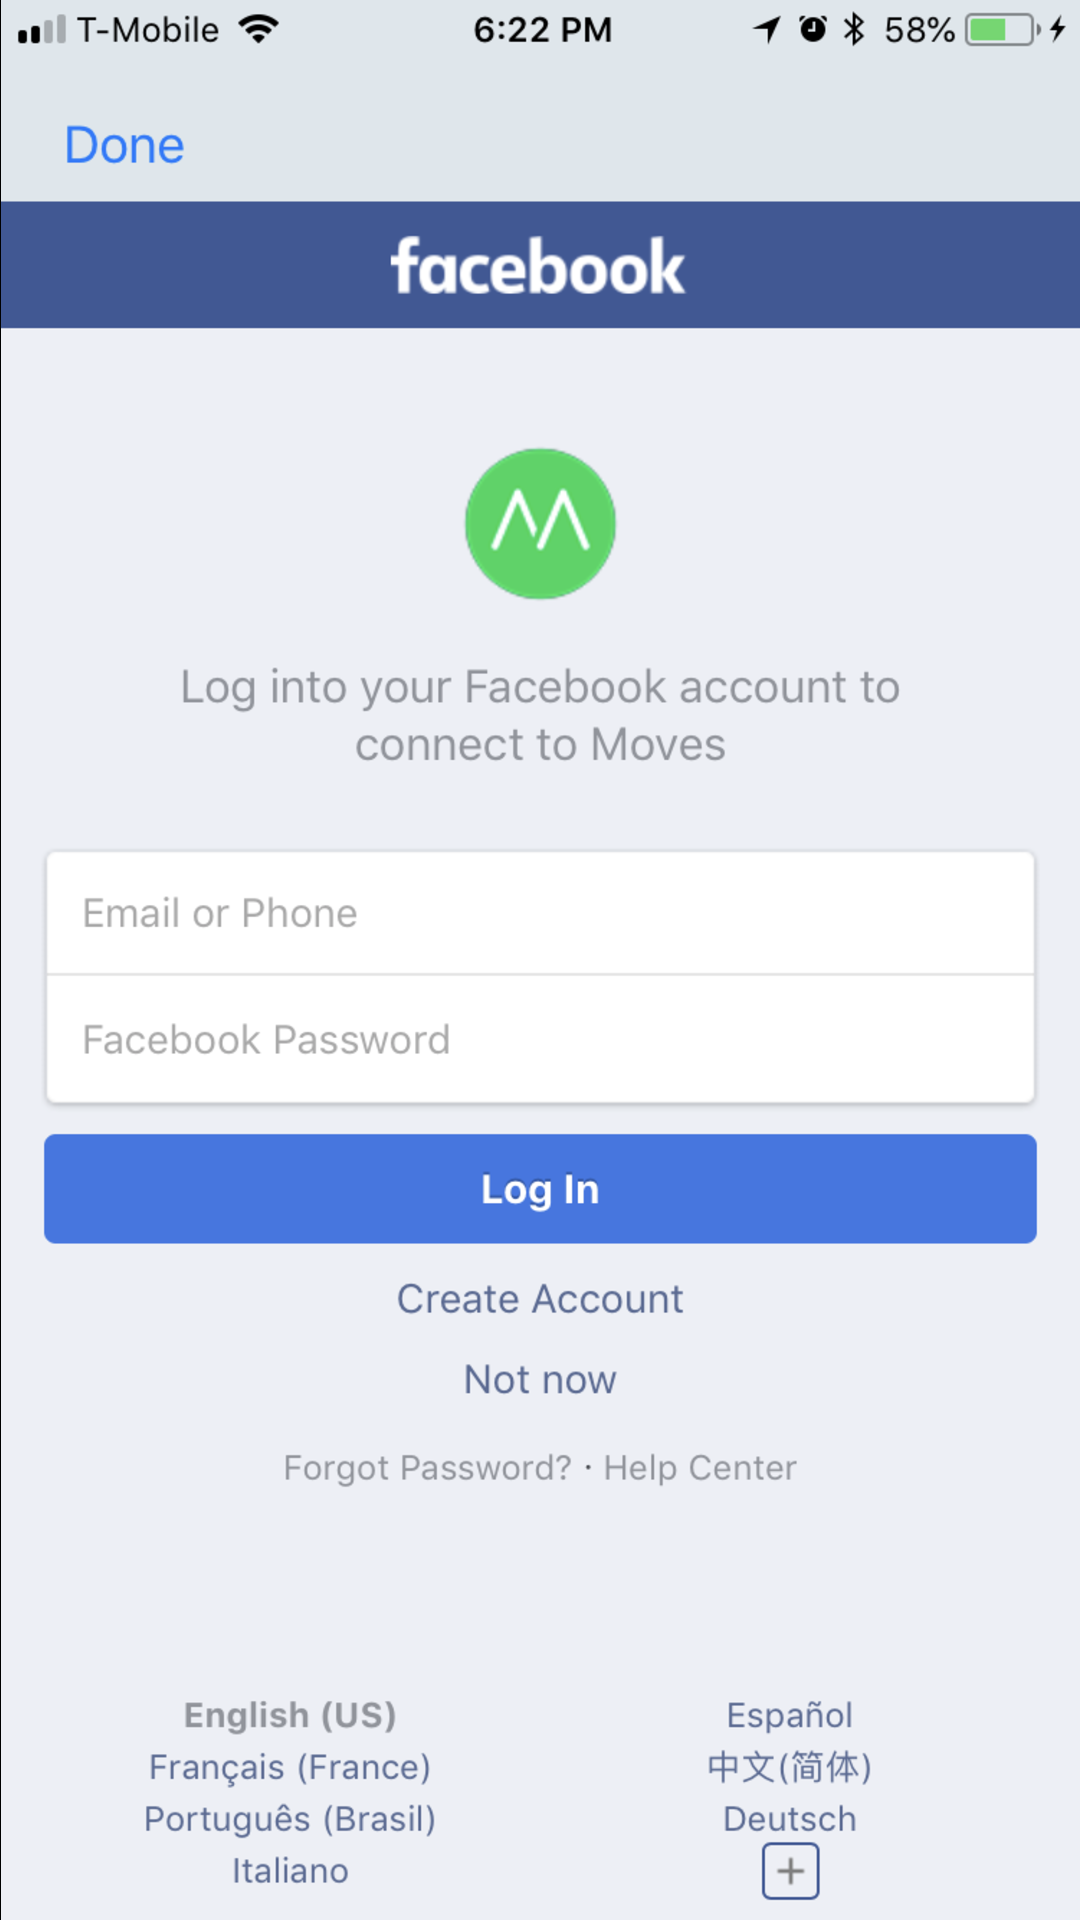 T-Mobile 6:22 PM 58%
Done
facebook
Log into your Facebook account to
connect to Moves
Email or Phone
Facebook Password
Log In
Create Account
Not now
Forgot Password? · Help Center
English (US) Español
Français (France) 中文(简体)
Português (Brasil) Deutsch
Italiano +